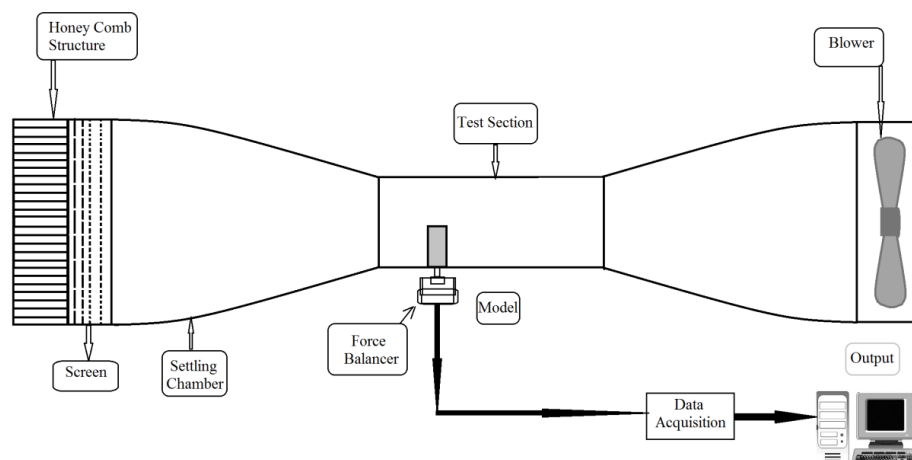 Honey Comb
Structure
Blower
Test Section
Model
Force
Balancer
Screen
Settling
Chamber
Output
Data
Acquisition